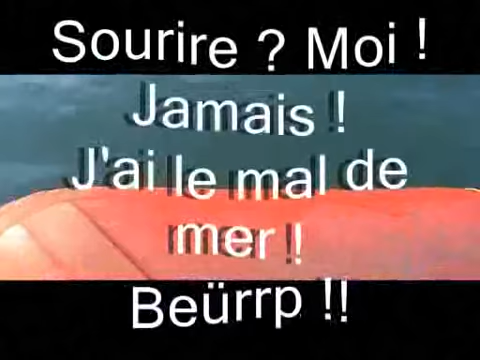 Sourire ? Moi !
Jamais !
J'ai le mal de
mer !!
Beürrp !!